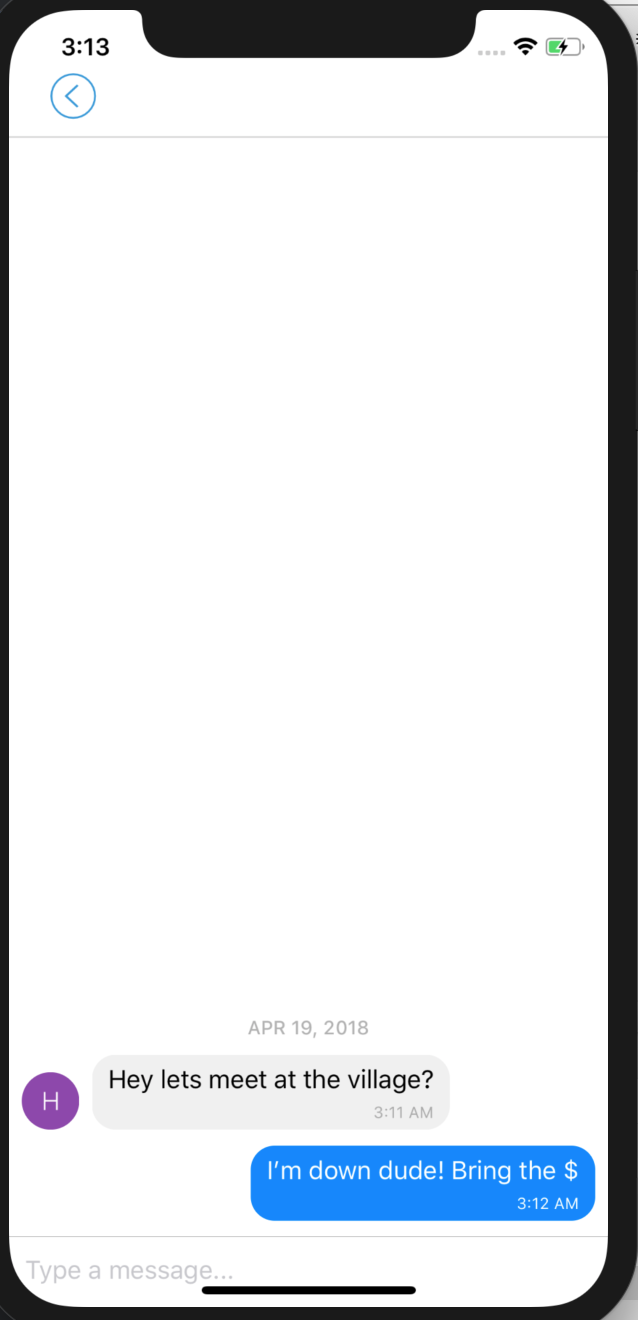 3:13
APR 19, 2018
H
Hey lets meet at the village?
3:11 AM
I’m down dude! Bring the $
3:12 AM
Type a message...